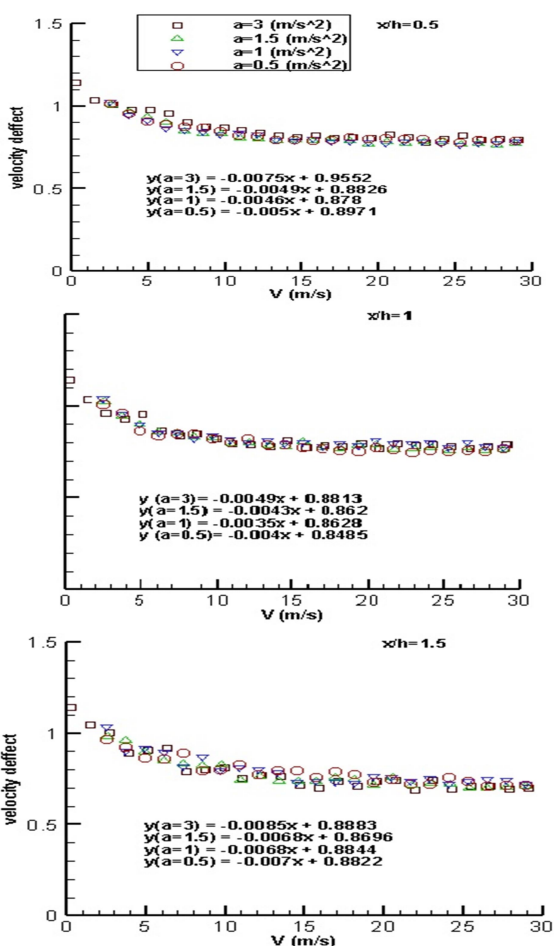 a=3 (m/s^2)
a=1.5 (m/s^2)
a=1 (m/s^2)
a=0.5 (m/s^2)
x/h=0.5
velocity deffect
1.5
1
0.5
0
y(a=3) = -0.0075x + 0.9552
y(a=1.5) = -0.0049x + 0.8826
y(a=1) = -0.0046x + 0.878
y(a=0.5) = -0.005x + 0.8971
5 10 15 20 25 30
V (m/s)
x/h=1
y (a=3)= -0.0049x + 0.8813
y(a=1.5) = -0.0043x + 0.862
y(a=1) = -0.0035x + 0.8628
y (a=0.5)= -0.004x + 0.8485
0 5 10 15 20 25 30
V (m/s)
x/h=1.5
velocity deffect
1.5
1
0.5
0
y(a=3) = -0.0085x + 0.8883
y(a=1.5) = -0.0068x + 0.8696
y(a=1) = -0.0068x + 0.8844
y(a=0.5) = -0.007x + 0.8822
0 5 10 15 20 25 30
V (m/s)